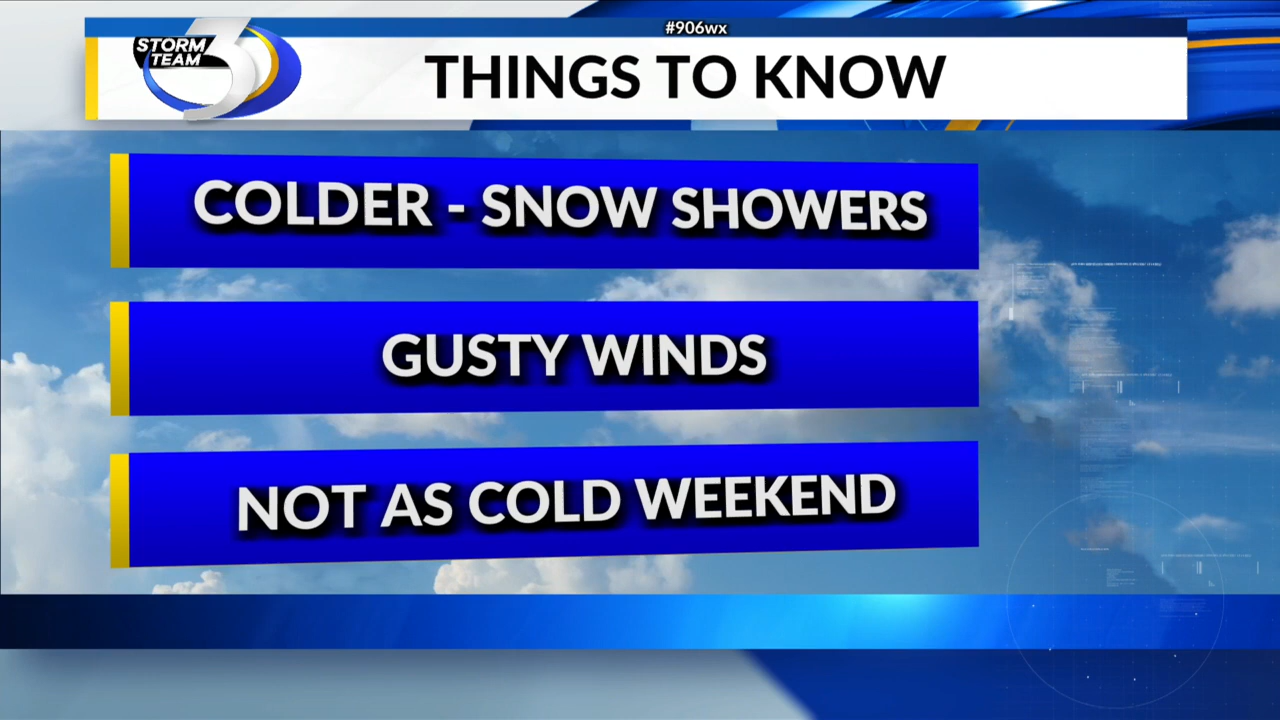 #906wx
STORM
TEAM
3
THINGS TO KNOW
COLDER - SNOW SHOWERS
GUSTY WINDS
NOT AS COLD WEEKEND